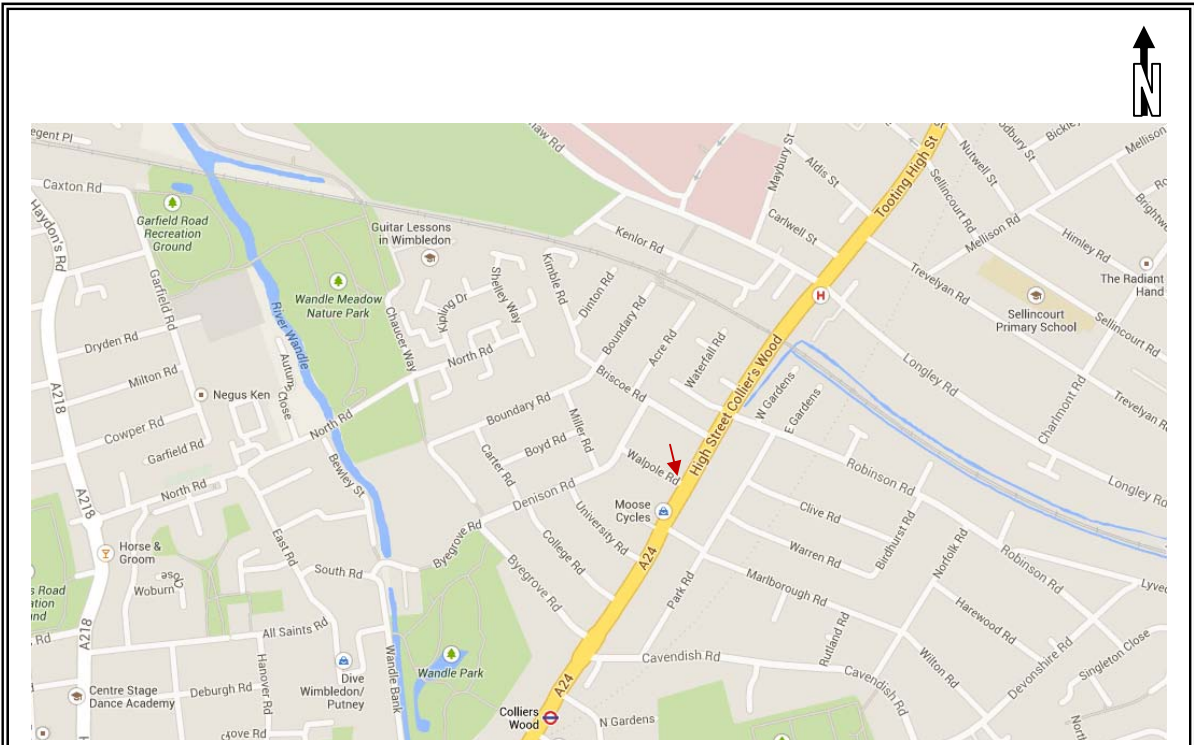 N
egent Pl
Caxton Rd
Haydon's Rd
Garfield Road
Recreation
Ground
Garfield Rd
Guitar Lessons
in Wimbledon
Wandle Meadow
Nature Park
River Wandle
Chaucer Way
Kipling Dr
Shelley Way
Kimble Rd
Dinton Rd
Kenlor Rd
haw Rd
Maybury St
Aldis St
Carlwell St
Tooting High St
Nutwell St
Sellincourt Rd
Mellison Rd
Mellison
Himley Rd
Trevelyan Rd
The Radiant
Hand
Sellincourt
Primary School
Sellincourt Rd
Dryden Rd
Milton Rd
A218
Negus Ken
Autumn Close
Cowper Rd
Garfield Rd
North Rd
North Rd
North Rd
Boundary Rd
Boundary Rd
Acre Rd
Waterfall Rd
Briscoe Rd
High Street Collier's Wood
H
W Gardens
E Gardens
Longley Rd
Charlmont Rd
Trevelyan Rd
Longley Rd
Bewley St
Carter Rd
Boyd Rd
Miller Rd
Denison Rd
Walpole Rd
Moose
Cycles
University Rd
College Rd
Byegrove Rd
Byegrove Rd
A24
Park Rd
Robinson Rd
Clive Rd
Warren Rd
Birdhurst Rd
Norfolk Rd
Robinson Rd
Marlborough Rd
Harewood Rd
Rutland Rd
Wilton Rd
Devonshire Rd
Singleton Close
A218
Horse &
Groom
Woburn Close
East Rd
South Rd
s Road
ation
und
Rd
A218
All Saints Rd
Hanover Rd
Deburgh Rd
Centre Stage
Dance Academy
Dive
Wimbledon/
Putney
Wandle Bank
Wandle Park
Colliers
Wood
A24
N Gardens
Cavendish Rd
Cavendish Rd